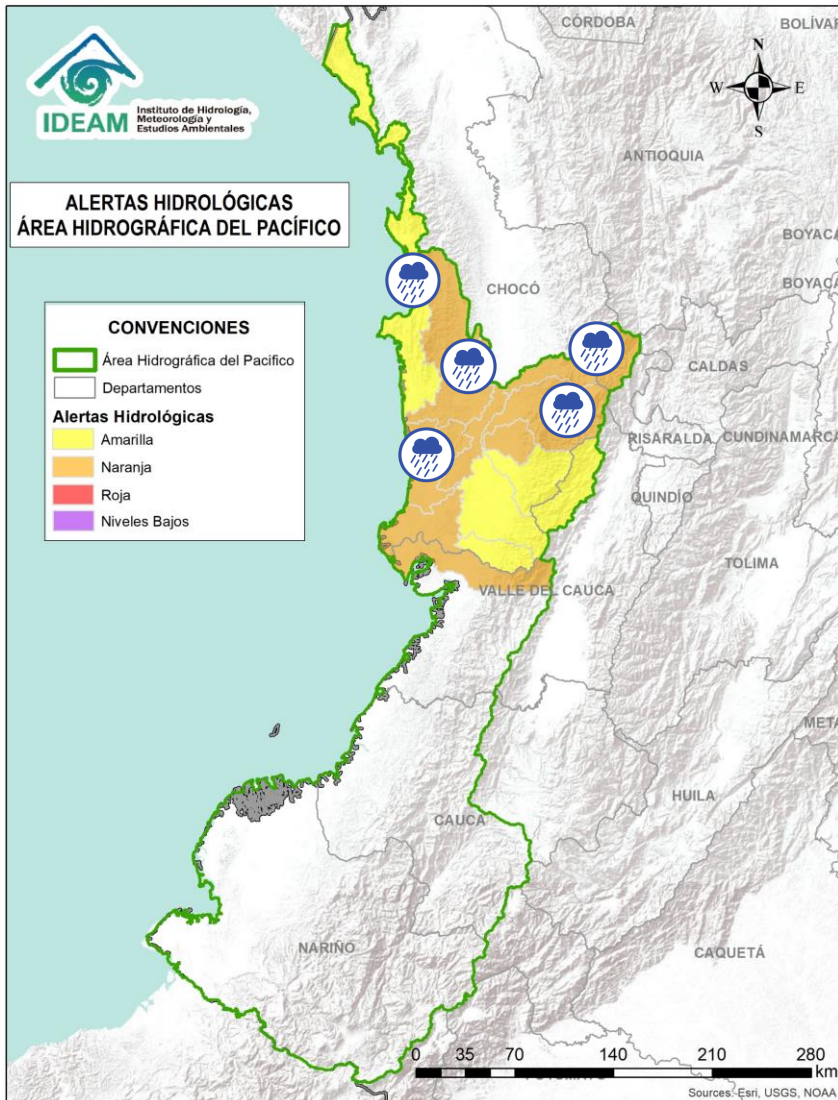 IDEAM
Instituto de Hidrología,
Meteorología y
Estudios Ambientales
ALERTAS HIDROLÓGICAS
ÁREA HIDROGRÁFICA DEL PACÍFICO
CONVENCIONES
Área Hidrográfica del Pacifico
Departamentos
Alertas Hidrológicas
Amarilla
Naranja
Roja
Niveles Bajos
N
W E
S
CÓRDOBA
BOLÍVAR
ANTIOQUIA
BOYACÁ
BOYACÁ
CHOCÓ
CALDAS
RISARALDA
CUNDINAMARCA
QUINDÍO
TOLIMA
VALLE DEL CAUCA
META
HUILA
CAUCA
NARIÑO
CAQUETÁ
0 35 70 140 210 280
km
Sources: Esri, USGS, NOAA